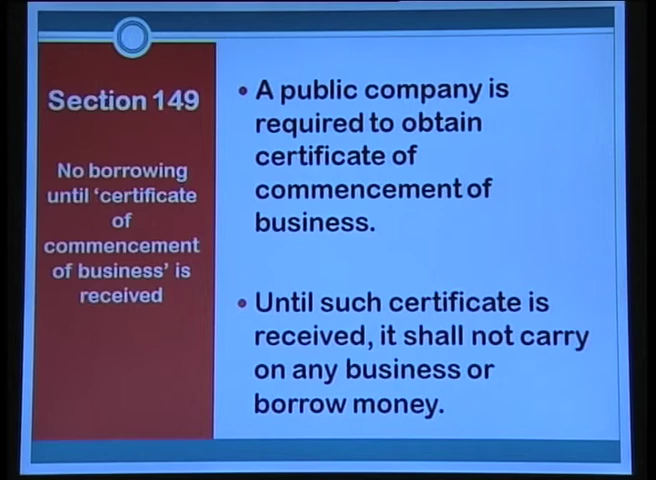 Section 149
No borrowing
until ‘certificate
of
commencement
of business’ is
received
• A public company is
required to obtain
certificate of
commencement of
business.
• Until such certificate is
received, it shall not carry
on any business or
borrow money.